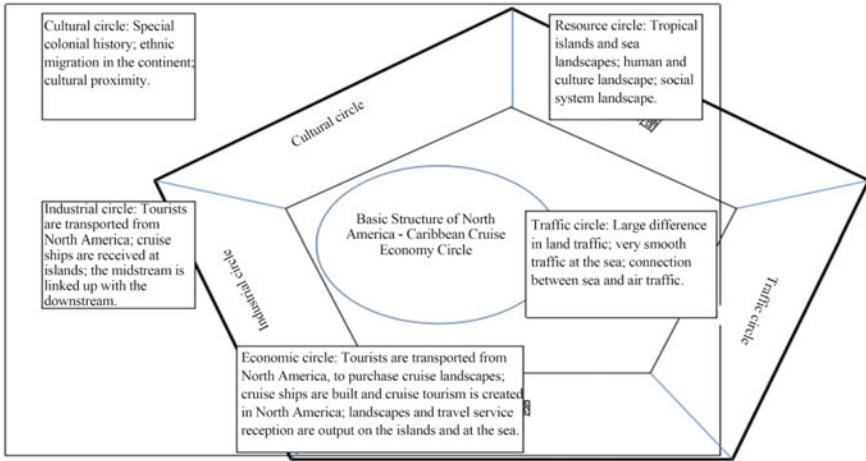 Cultural circle: Special
colonial history; ethnic
migration in the continent;
cultural proximity.
Resource circle: Tropical
islands and sea
landscapes; human and
culture landscape; social
system landscape.
Cultural circle
Industrial circle: Tourists
are transported from
North America; cruise
ships are received at
islands; the midstream is
linked up with the
downstream.
Basic Structure of North
America - Caribbean Cruise
Economy Circle
Traffic circle: Large difference
in land traffic; very smooth
traffic at the sea; connection
between sea and air traffic.
Industrial circle
Traffic circle
Economic circle: Tourists are transported from
North America, to purchase cruise landscapes;
cruise ships are built and cruise tourism is created
in North America; landscapes and travel service
reception are output on the islands and at the sea.